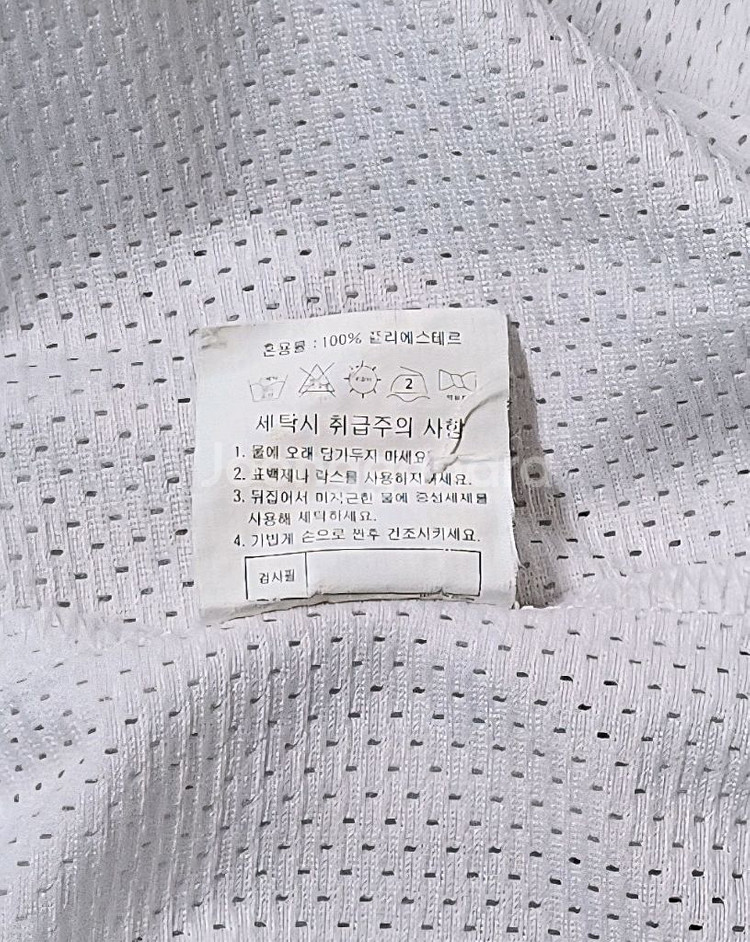 혼용률 : 100% 폴리에스테르
2
세탁시 취급주의 사항
1. 물에 오래 담가두지 마세요
2. 표백제나 락스를 사용하지 마세요.
3. 뒤집어서 미지근한 물에 중성세제를
사용해 세탁하세요.
4. 가볍게 손으로 짠후 건조시키세요.
검사필